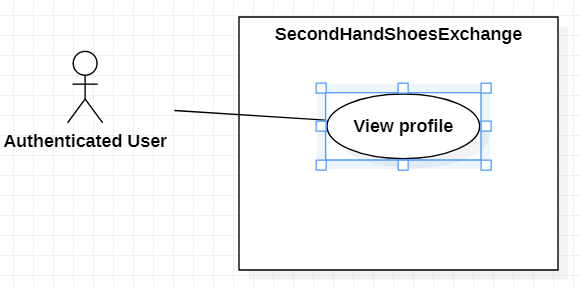 SecondHandShoesExchange
View profile
Authenticated User